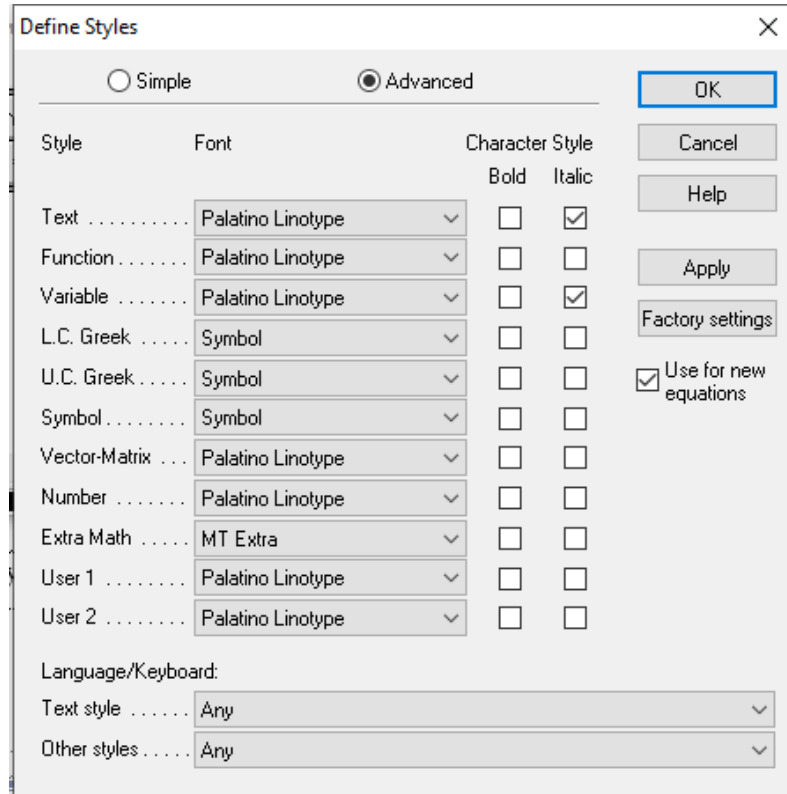 Define Styles
Simple Advanced OK
Style Font Character Style Cancel
Bold Italic Help
Text . . . . . . . . . . Palatino Linotype
Function . . . . . . . Palatino Linotype Apply
Variable . . . . . . . Palatino Linotype
L.C. Greek . . . . . Symbol Factory settings
U.C. Greek . . . . . Symbol Use for new
equations
Symbol . . . . . . . . Symbol
Vector-Matrix . . . Palatino Linotype
Number . . . . . . . Palatino Linotype
Extra Math . . . . . MT Extra
User 1 . . . . . . . . Palatino Linotype
User 2 . . . . . . . . Palatino Linotype
Language/Keyboard:
Text style . . . . . . Any
Other styles . . . . . Any